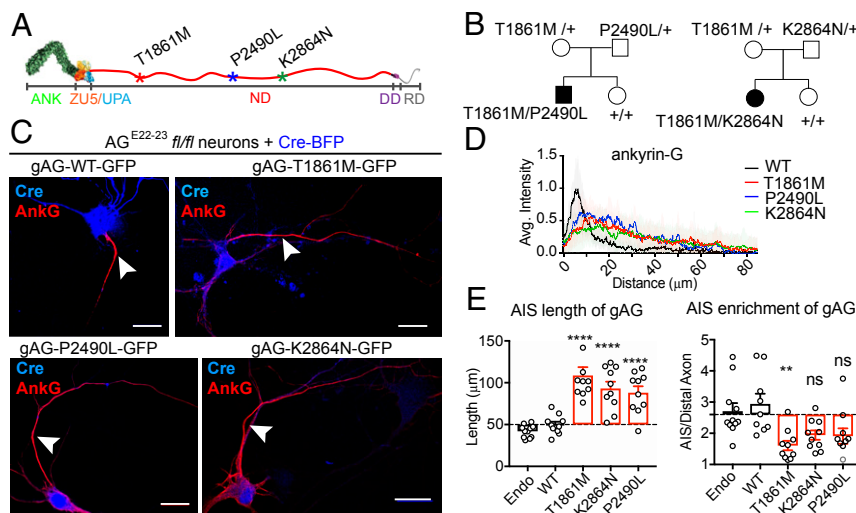 A
T1861M
P2490L
K2864N
ANK ZU5/UPA ND DD RD
B
T1861M /+ P2490L/+
T1861M/P2490L +/+
T1861M /+ K2864N/+
T1861M/K2864N +/+
C
AG E22-23 fl/fl neurons + Cre-BFP
gAG-WT-GFP
Cre
AnkG
gAG-T1861M-GFP
Cre
AnkG
gAG-P2490L-GFP
Cre
AnkG
gAG-K2864N-GFP
Cre
AnkG
D
ankyrin-G
Avg. Intensity
1.5
1.0
0.5
0.0
0 20 40 60 80
Distance (μm)
WT
T1861M
P2490L
K2864N
E
AIS length of gAG
Length (μm)
150
100
50
0
**** **** ****
Endo WT T1861M K2864N P2490L
AIS enrichment of gAG
AIS/Distal Axon
5
4
3
2
1
** ns ns
Endo WT T1861M K2864N P2490L